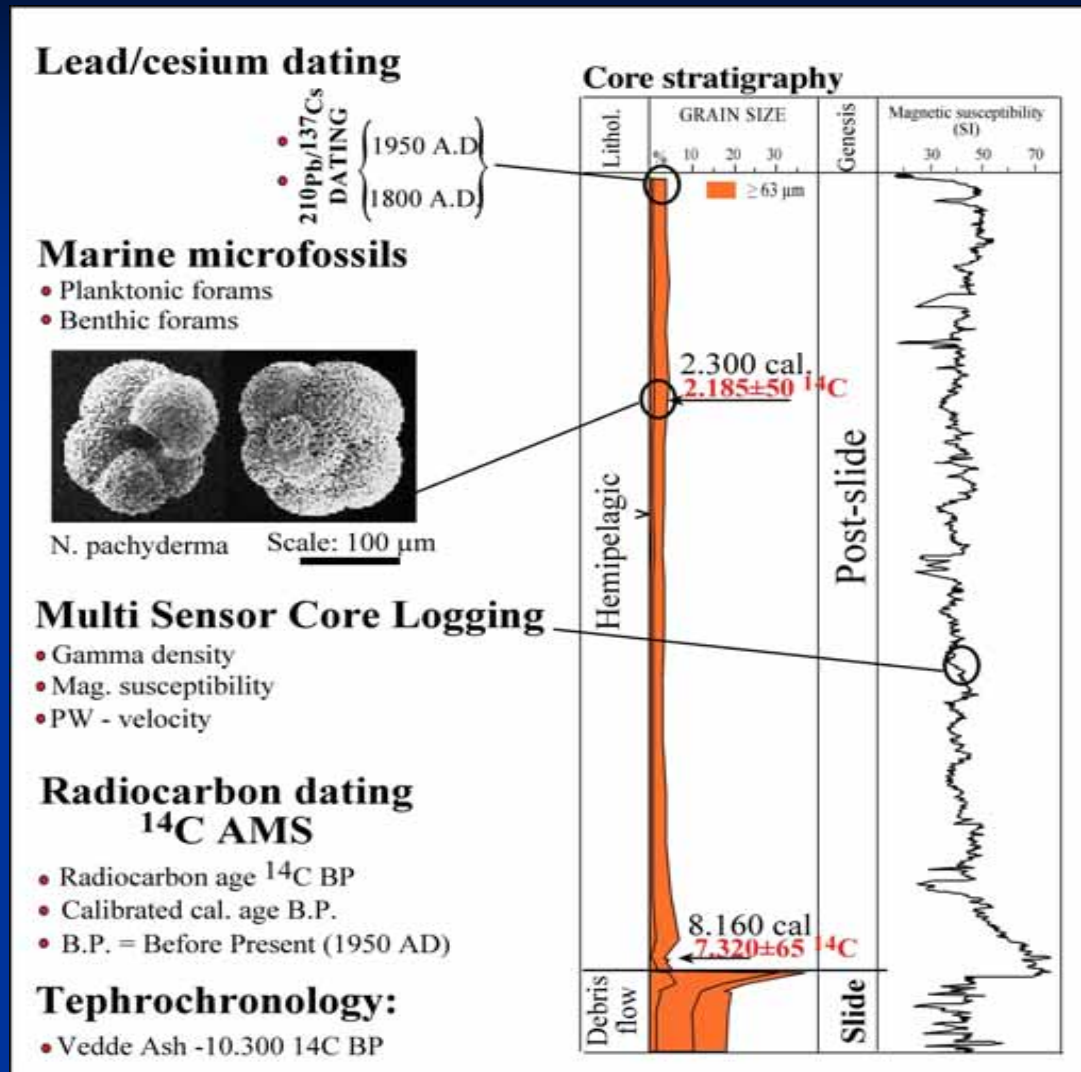 Lead/cesium dating
210Pb/137Cs
DATING
1950 A.D
1800 A.D
Marine microfossils
• Planktonic forams
• Benthic forams
N. pachyderma
Scale: 100 µm
Multi Sensor Core Logging
• Gamma density
• Mag. susceptibility
• PW - velocity
Radiocarbon dating
14C AMS
• Radiocarbon age 14C BP
• Calibrated cal. age B.P.
• B.P. = Before Present (1950 AD)
Tephrochronology:
• Vedde Ash -10.300 14C BP
Core stratigraphy
Lithol.
GRAIN SIZE
% 10 20 30
≥ 63 µm
Genesis
Magnetic susceptibility
(SI)
30 50 70
2.300 cal.
2.185±50 14C
Hemipelagic
Post-slide
8.160 cal
7.320±65 14C
Debris
flow
Slide